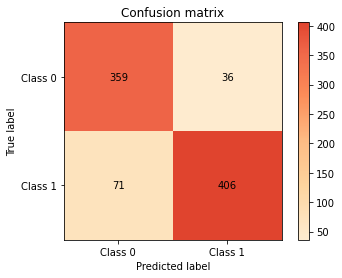 Confusion matrix
Class 0
Class 1
True label
359
36
71
406
Class 0
Class 1
Predicted label
400
350
300
250
200
150
100
50